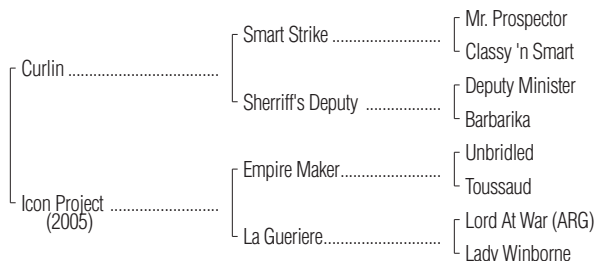 Mr. Prospector
Smart Strike ........................
Classy 'n Smart
Curlin .................................
Deputy Minister
Sherriff's Deputy ................
Barbarika
Unbridled
Empire Maker......................
Toussaud
Icon Project ........................
(2005)
Lord At War (ARG)
La Gueriere..........................
Lady Winborne